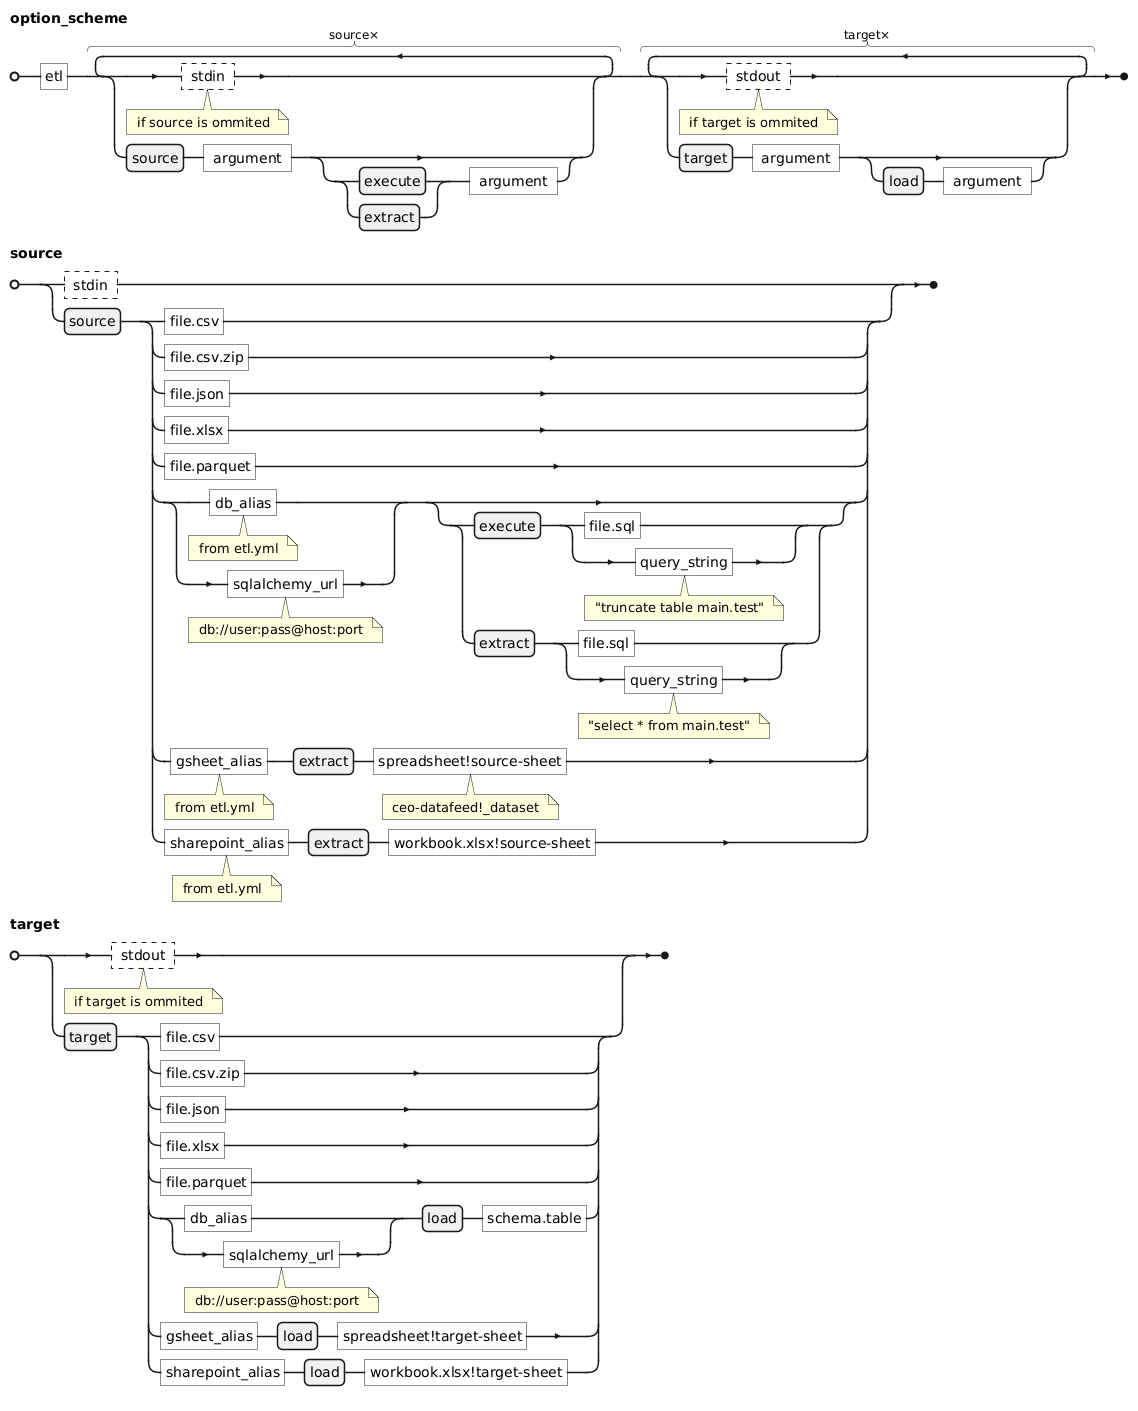 option_scheme
source×
target×
etl
stdin
stdout
if source is ommited
if target is ommited
source
argument
target
argument
execute
argument
load
argument
extract
source
stdin
source
file.csv
file.csv.zip
file.json
file.xlsx
file.parquet
db_alias
execute
file.sql
from etl.yml
query_string
sqlalchemy_url
"truncate table main.test"
db://user:pass@host:port
extract
file.sql
query_string
"select * from main.test"
gsheet_alias
extract
spreadsheet!source-sheet
from etl.yml
ceo-datafeed!_dataset
sharepoint_alias
extract
workbook.xlsx!source-sheet
from etl.yml
target
stdout
if target is ommited
target
file.csv
file.csv.zip
file.json
file.xlsx
file.parquet
db_alias
load
schema.table
sqlalchemy_url
db://user:pass@host:port
gsheet_alias
load
spreadsheet!target-sheet
sharepoint_alias
load
workbook.xlsx!target-sheet